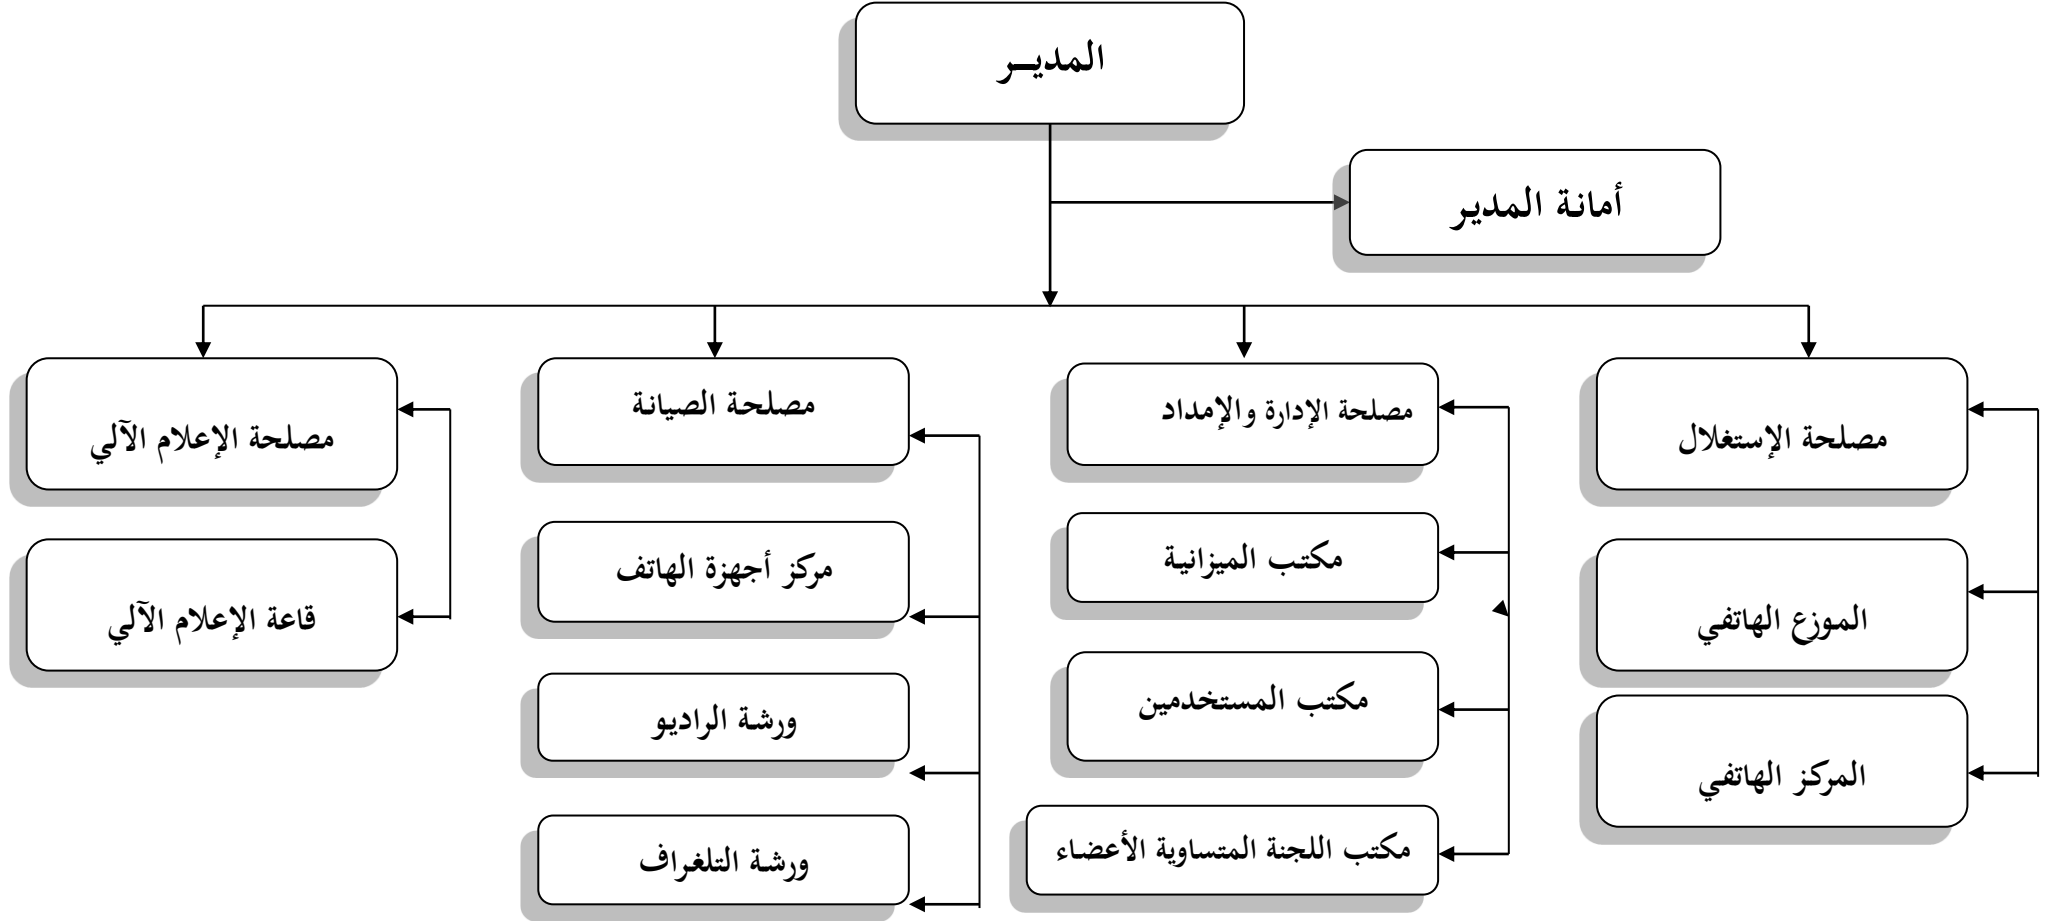 المديـر
أمانة المدير
مصلحة الإستغلال
الموزع الهاتفي
المركز الهاتفي
مصلحة الإدارة والإمداد
مكتب الميزانية
مكتب المستخدمين
مكتب اللجنة المتساوية الأعضاء
مصلحة الصيانة
مركز أجهزة الهاتف
ورشة الراديو
ورشة التلغراف
مصلحة الإعلام الآلي
قاعة الإعلام الآلي